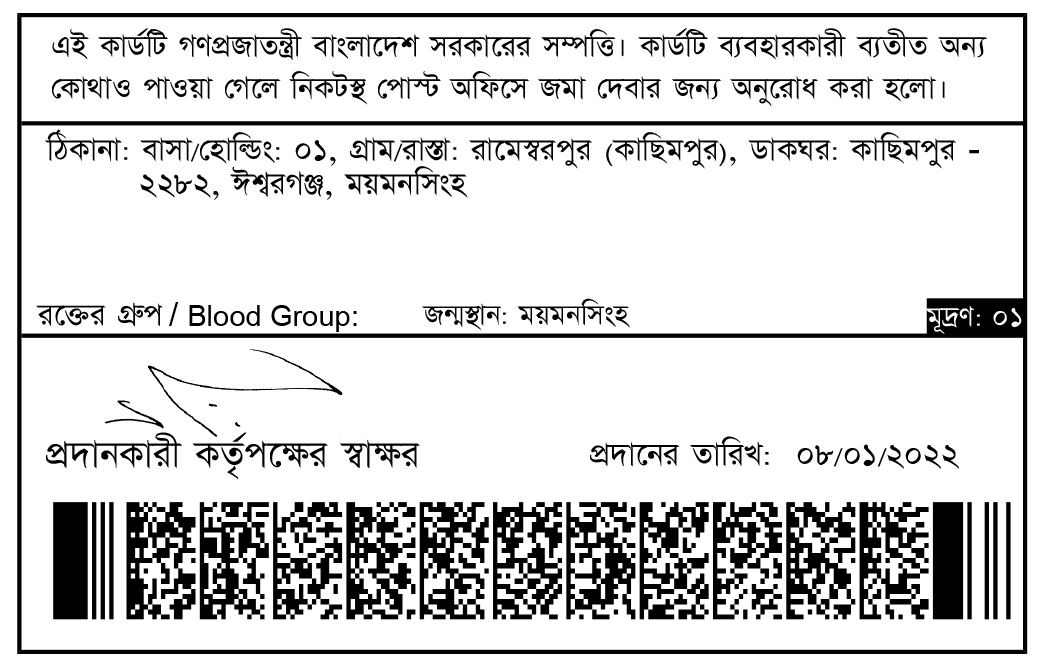 এই কার্ডটি গণপ্রজাতন্ত্রী বাংলাদেশ সরকারের সম্পত্তি। কার্ডটি ব্যবহারকারী ব্যতীত অন্য
কোথাও পাওয়া গেলে নিকটস্থ পোস্ট অফিসে জমা দেবার জন্য অনুরোধ করা হলো।
ঠিকানা: বাসা/হোল্ডিং: ০১, গ্রাম/রাস্তা: রামেস্বরপুর (কাছিমপুর), ডাকঘর: কাছিমপুর -
২২৮২, ঈশ্বরগঞ্জ, ময়মনসিংহ
রক্তের গ্রুপ / Blood Group: জন্মস্থান: ময়মনসিংহ মূদ্রণ: ০১
প্রদানকারী কর্তৃপক্ষের স্বাক্ষর প্রদানের তারিখ: ০৮/০১/২০২২